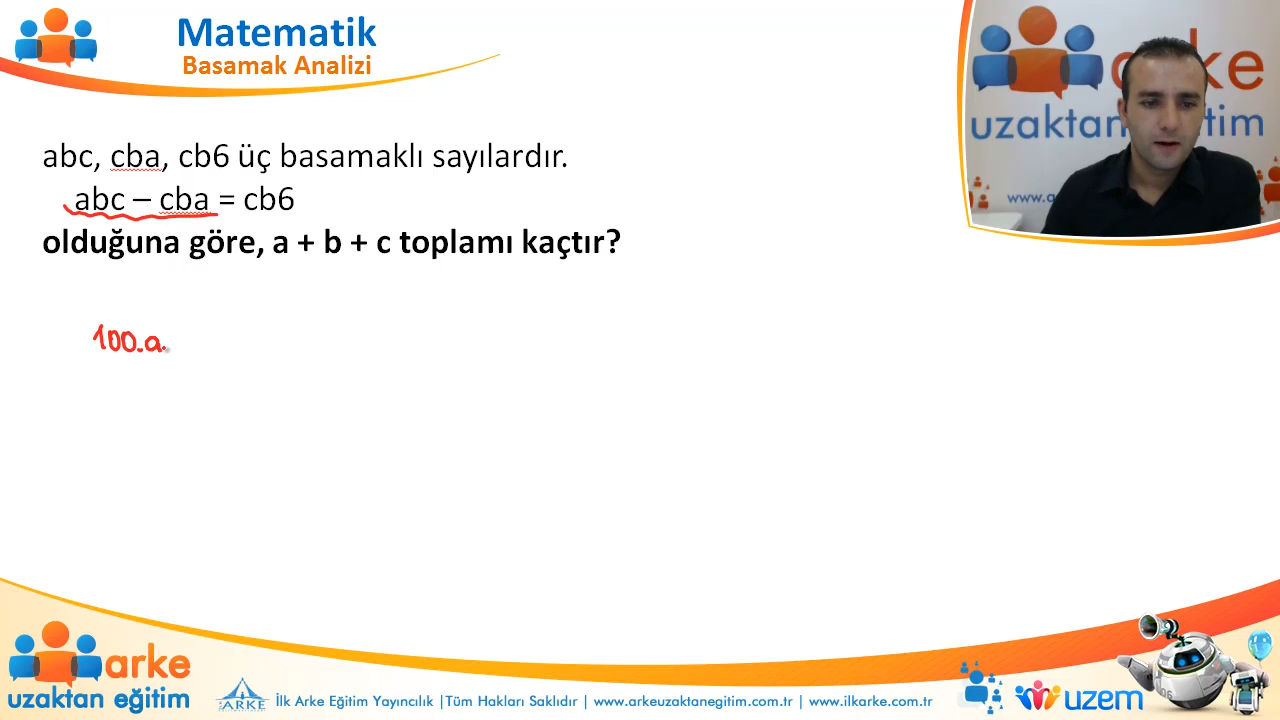 Matematik
Basamak Analizi
arke
uzaktan eğitim
www.a
abc, cba, cb6 üç basamaklı sayılardır.
abc – cba = cb6
olduğuna göre, a + b + c toplamı kaçtır?
100.a.
arke
uzaktan eğitim
ARKE
İlk Arke Eğitim Yayıncılık |Tüm Hakları Saklıdır | www.arkeuzaktanegitim.com.tr | www.ilkarke.com.tr
uzem